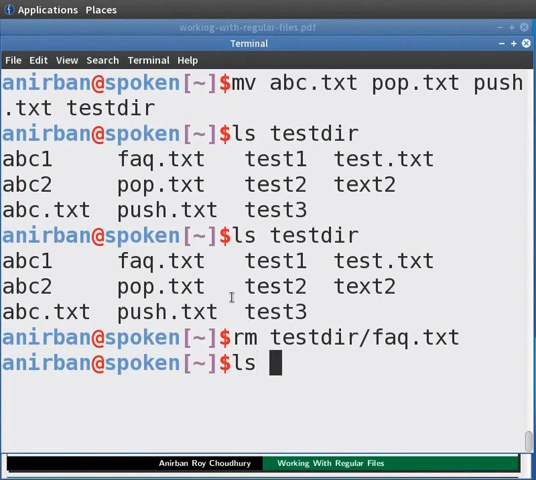 Applications Places
working-with-regular-files.pdf
Terminal
File Edit View Search Terminal Help
anirban@spoken[~]$mv abc.txt pop.txt push
.txt testdir
anirban@spoken[~]$ls testdir
abc1 faq.txt test1 test.txt
abc2 pop.txt test2 text2
abc.txt push.txt test3
anirban@spoken[~]$ls testdir
abc1 faq.txt test1 test.txt
abc2 pop.txt test2 text2
abc.txt push.txt test3
anirban@spoken[~]$rm testdir/faq.txt
anirban@spoken[~]$ls
Anirban Roy Choudhury Working With Regular Files